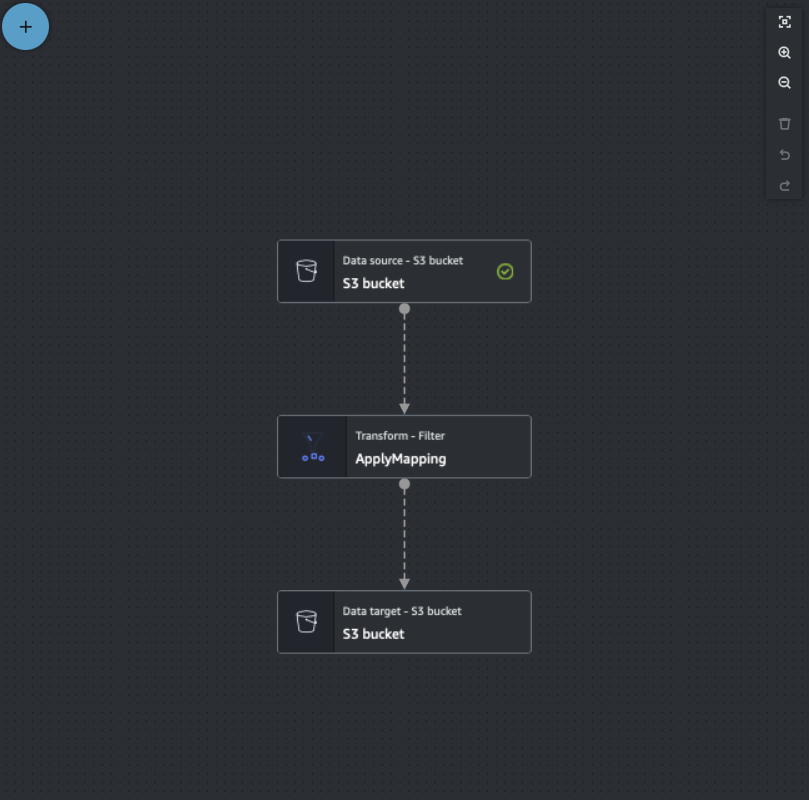 Data source - S3 bucket
S3 bucket
Transform - Filter
ApplyMapping
Data target - S3 bucket
S3 bucket